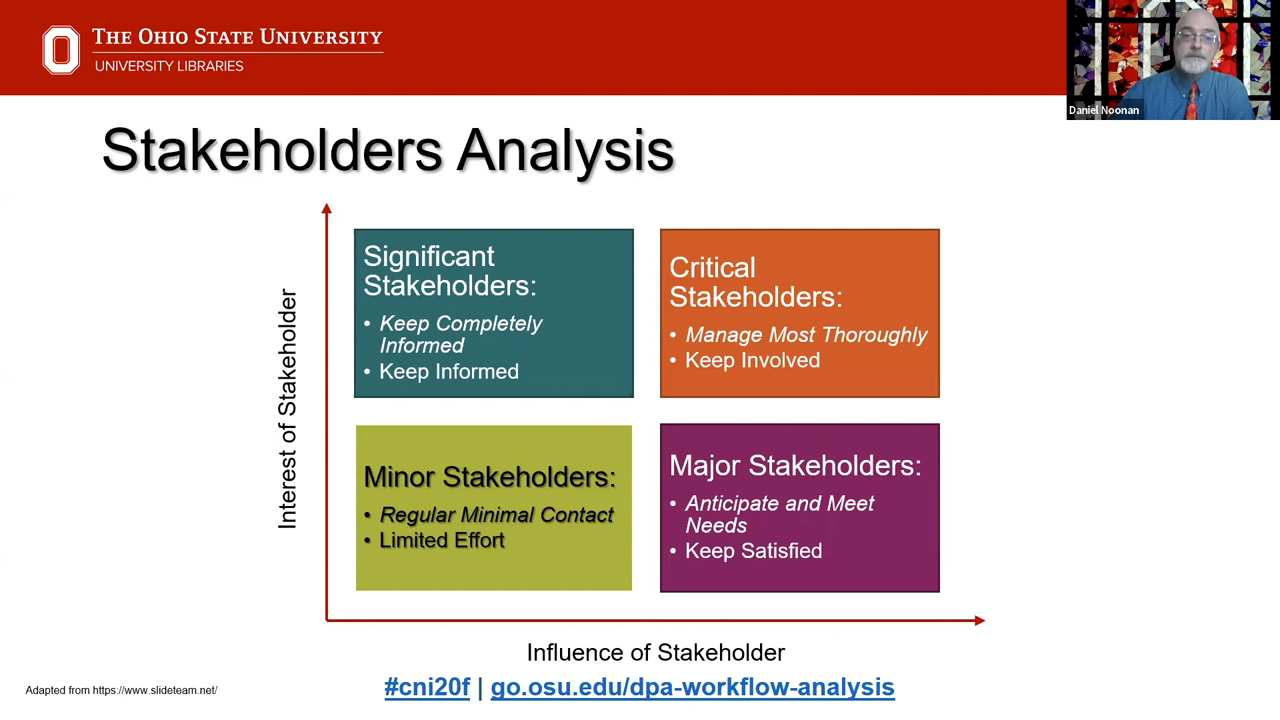 THE OHIO STATE UNIVERSITY
UNIVERSITY LIBRARIES
Daniel Noonan
Stakeholders Analysis
Interest of Stakeholder
Significant
Stakeholders:
• Keep Completely
Informed
• Keep Informed
Critical
Stakeholders:
• Manage Most Thoroughly
• Keep Involved
Minor Stakeholders:
• Regular Minimal Contact
• Limited Effort
Major Stakeholders:
• Anticipate and Meet
Needs
• Keep Satisfied
Influence of Stakeholder
Adapted from https://www.slideteam.net/
#cni20f | go.osu.edu/dpa-workflow-analysis